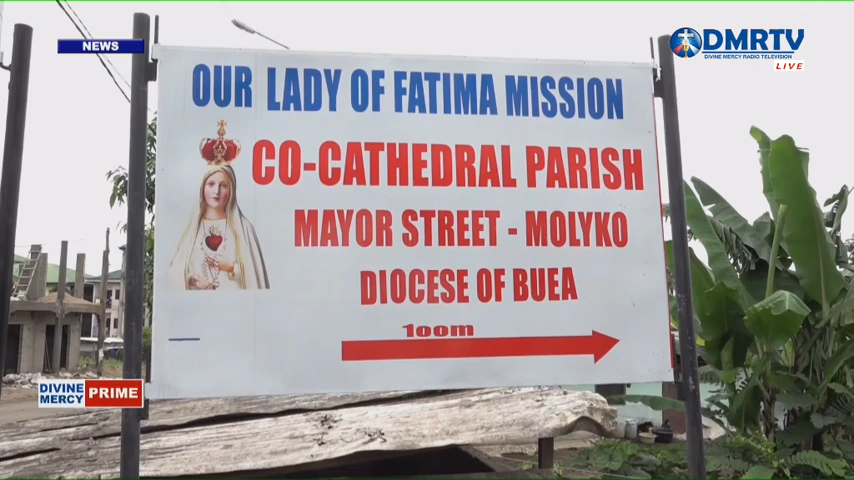 NEWS
DMRTV
DIVINE MERCY RADIO TELEVISION
LIVE
OUR LADY OF FATIMA MISSION
CO-CATHEDRAL PARISH
MAYOR STREET - MOLYKO
DIOCESE OF BUEA
100m
DIVINE
MERCY
PRIME